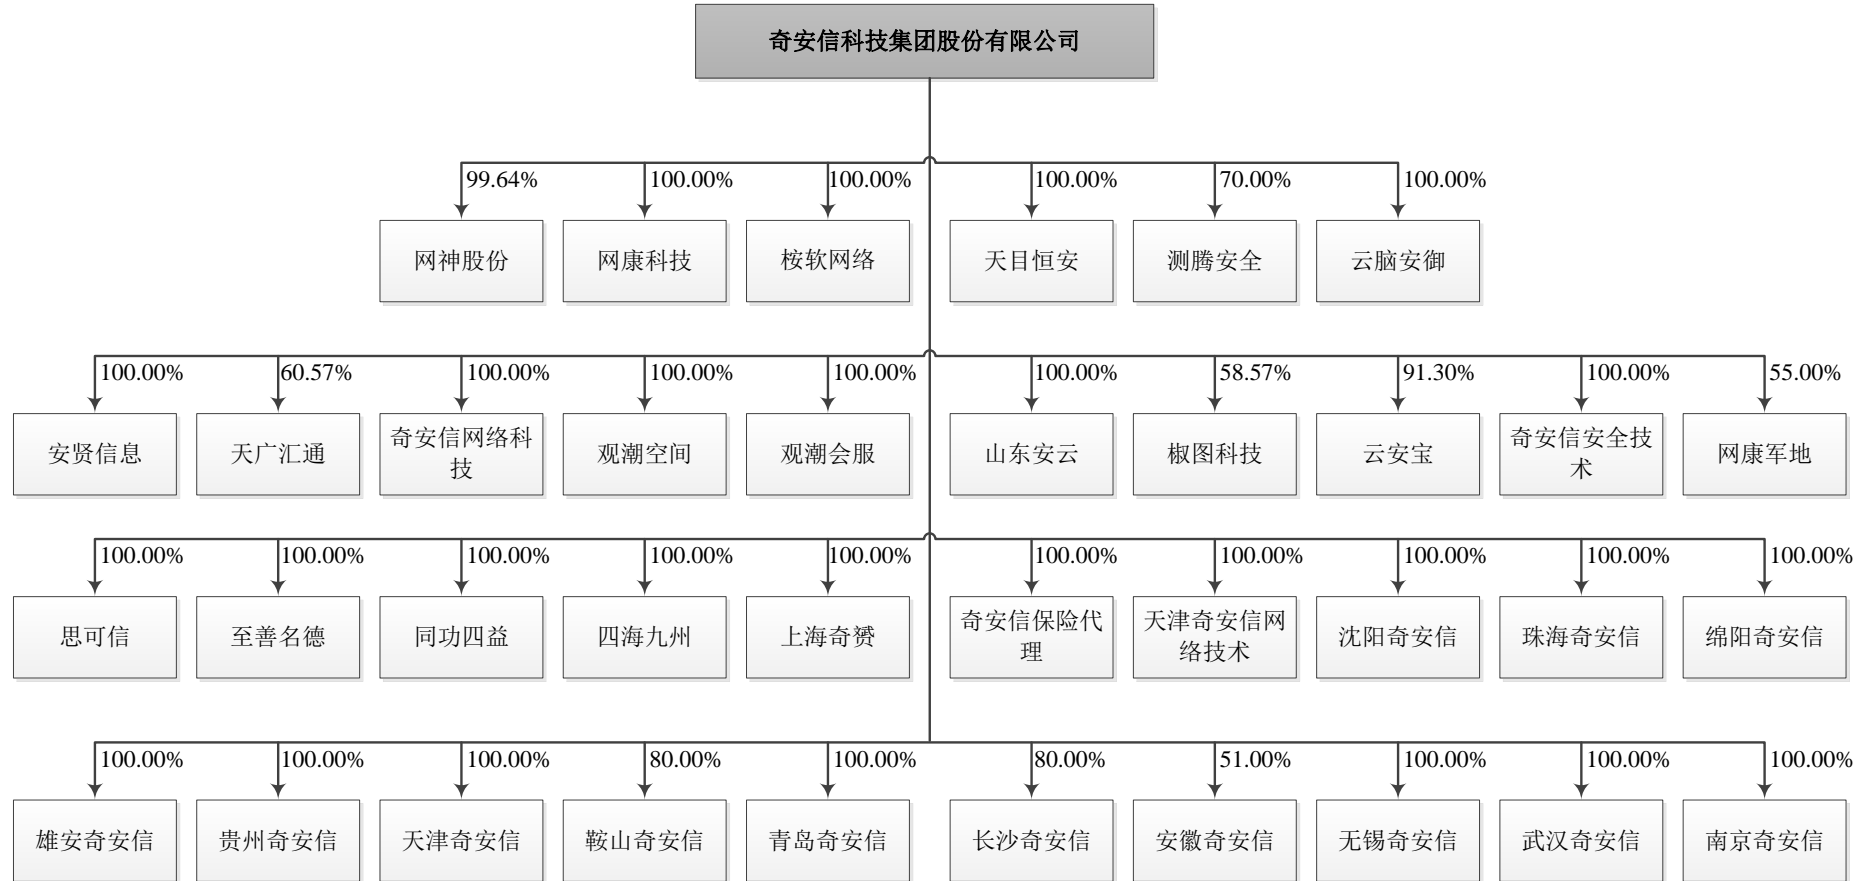 奇安信科技集团股份有限公司
99.64%
100.00%
100.00%
100.00%
70.00%
100.00%
网神股份
网康科技
桉软网络
天目恒安
测腾安全
云脑安御
100.00%
60.57%
100.00%
100.00%
100.00%
100.00%
58.57%
91.30%
100.00%
55.00%
安贤信息
天广汇通
奇安信网络科
技
观潮空间
观潮会服
山东安云
椒图科技
云安宝
奇安信安全技
术
网康军地
100.00%
100.00%
100.00%
100.00%
100.00%
100.00%
100.00%
100.00%
100.00%
100.00%
思可信
至善名德
同功四益
四海九州
上海奇赟
奇安信保险代
理
天津奇安信网
络技术
沈阳奇安信
珠海奇安信
绵阳奇安信
100.00%
100.00%
100.00%
80.00%
100.00%
80.00%
51.00%
100.00%
100.00%
100.00%
雄安奇安信
贵州奇安信
天津奇安信
鞍山奇安信
青岛奇安信
长沙奇安信
安徽奇安信
无锡奇安信
武汉奇安信
南京奇安信